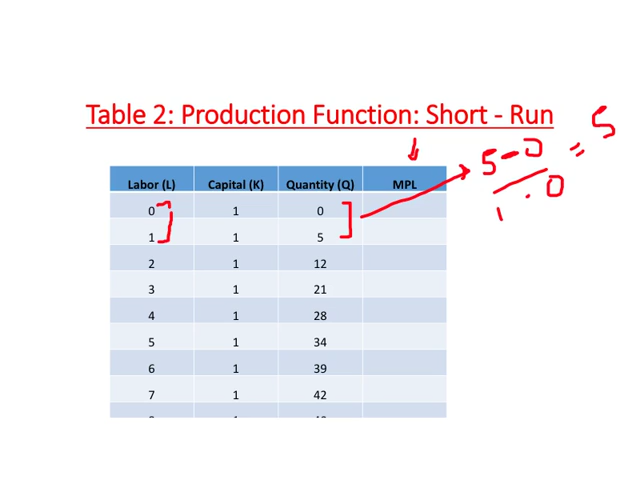 Table 2: Production Function: Short - Run
5 - 0 = 5
1 - 0
Labor (L) Capital (K) Quantity (Q) MPL
0 1 0
1 1 5
2 1 12
3 1 21
4 1 28
5 1 34
6 1 39
7 1 42